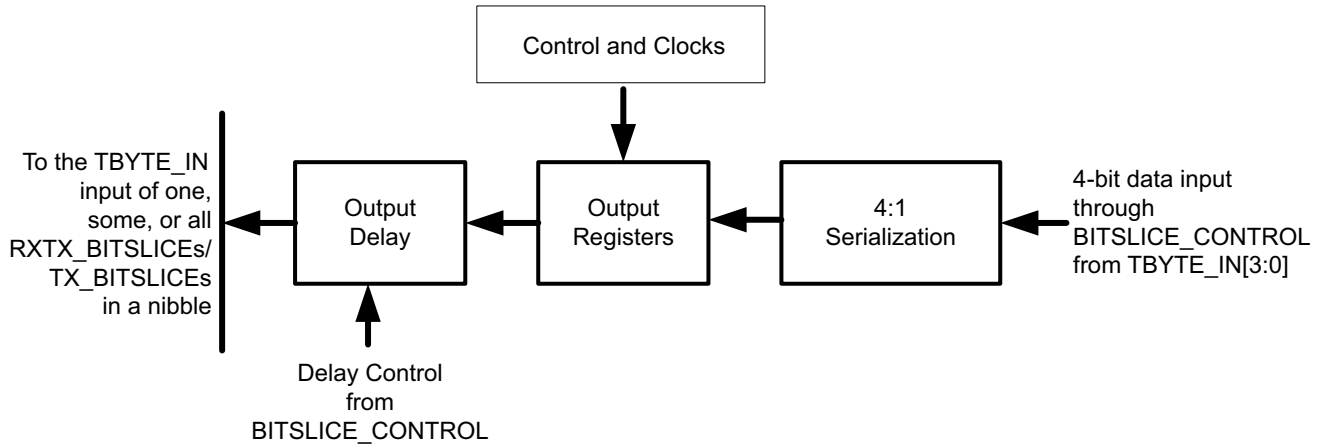 Control and Clocks
To the TBYTE_IN
input of one,
some, or all
RXTX_BITSLICEs/
TX_BITSLICEs
in a nibble
Output
Delay
Output
Registers
4:1
Serialization
4-bit data input
through
BITSLICE_CONTROL
from TBYTE_IN[3:0]
Delay Control
from
BITSLICE_CONTROL